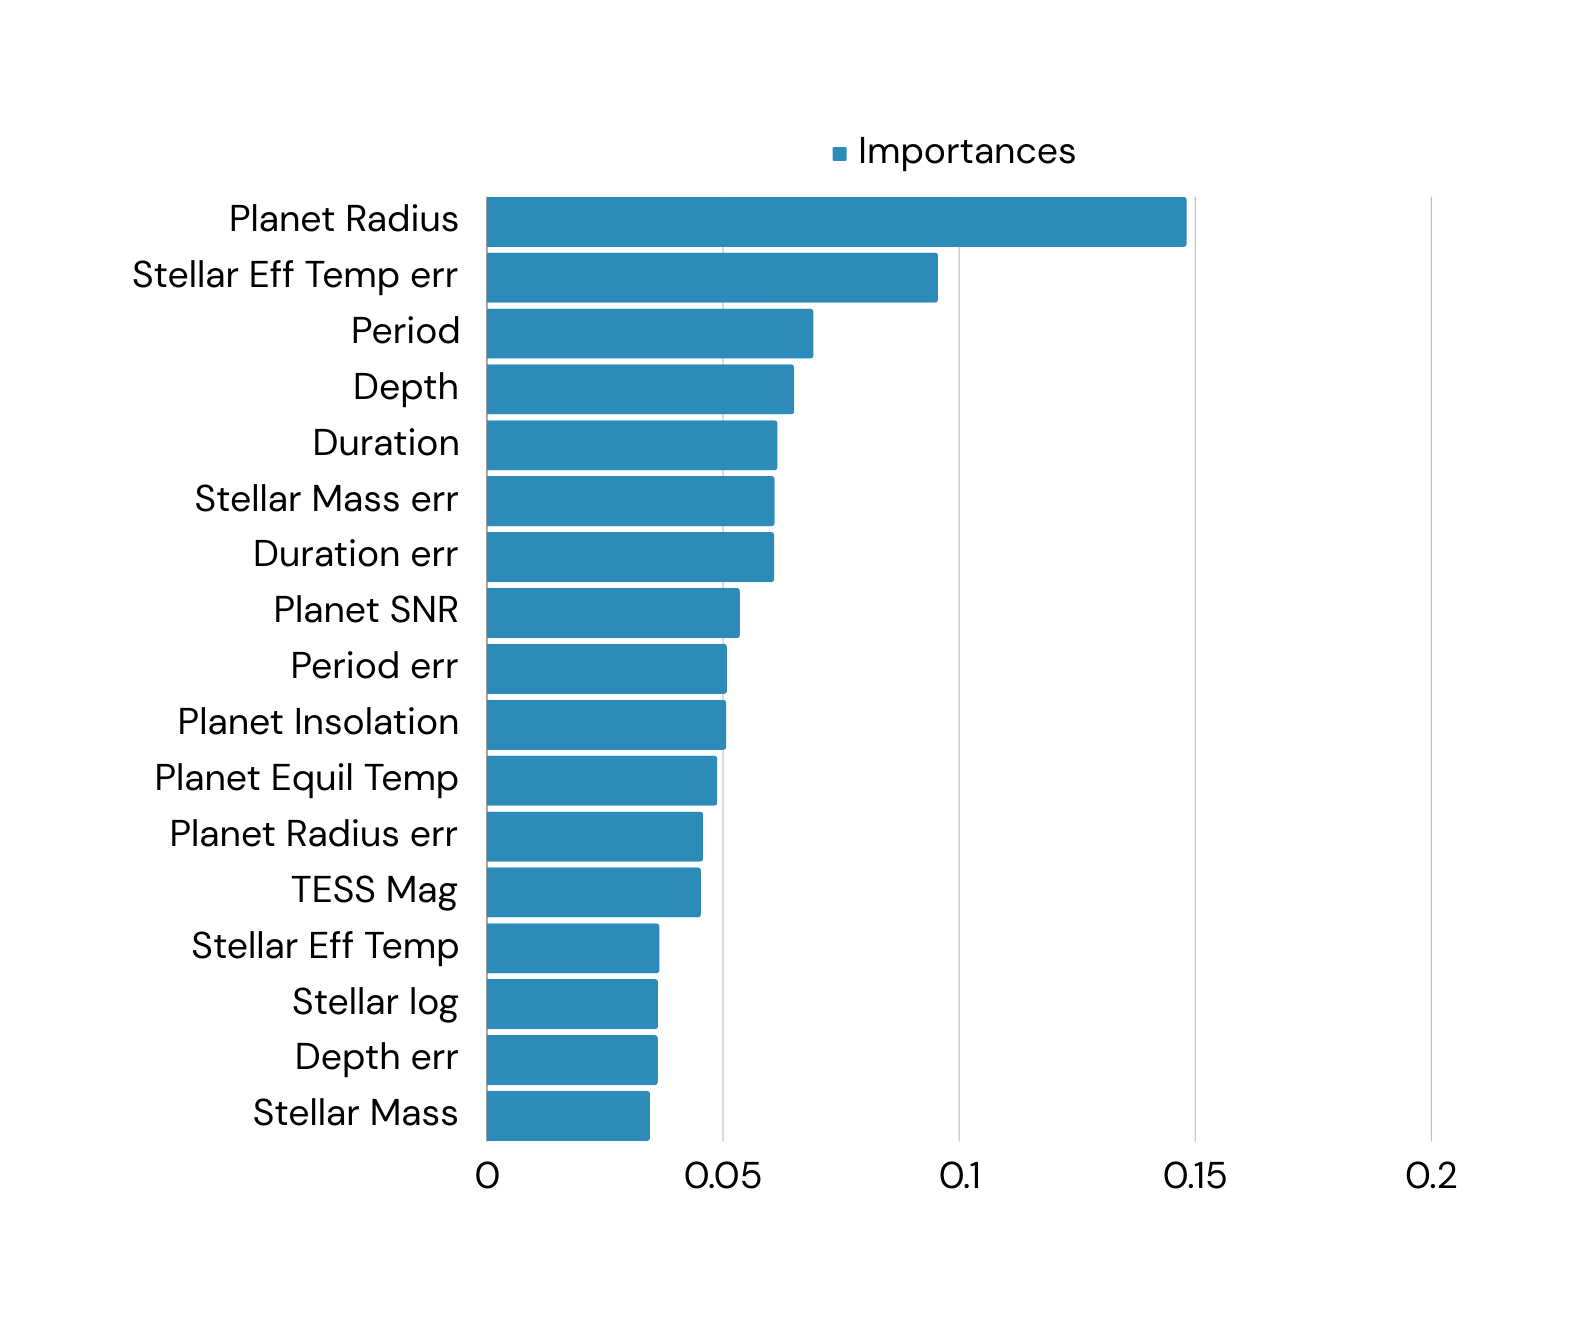 Importances
Planet Radius
Stellar Eff Temp err
Period
Depth
Duration
Stellar Mass err
Duration err
Planet SNR
Period err
Planet Insolation
Planet Equil Temp
Planet Radius err
TESS Mag
Stellar Eff Temp
Stellar log
Depth err
Stellar Mass
0 0.05 0.1 0.15 0.2